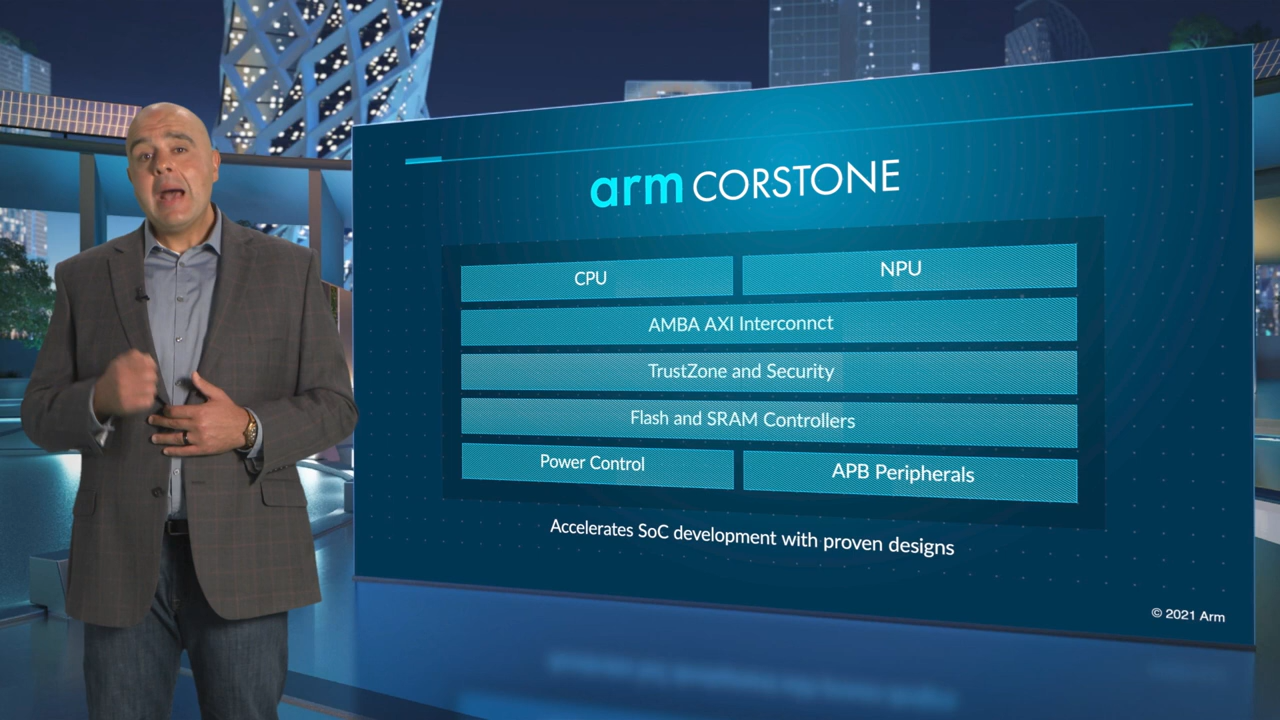 arm CORSTONE
CPU
NPU
AMBA AXI Interconnct
TrustZone and Security
Flash and SRAM Controllers
Power Control
APB Peripherals
Accelerates SoC development with proven designs
© 2021 Arm